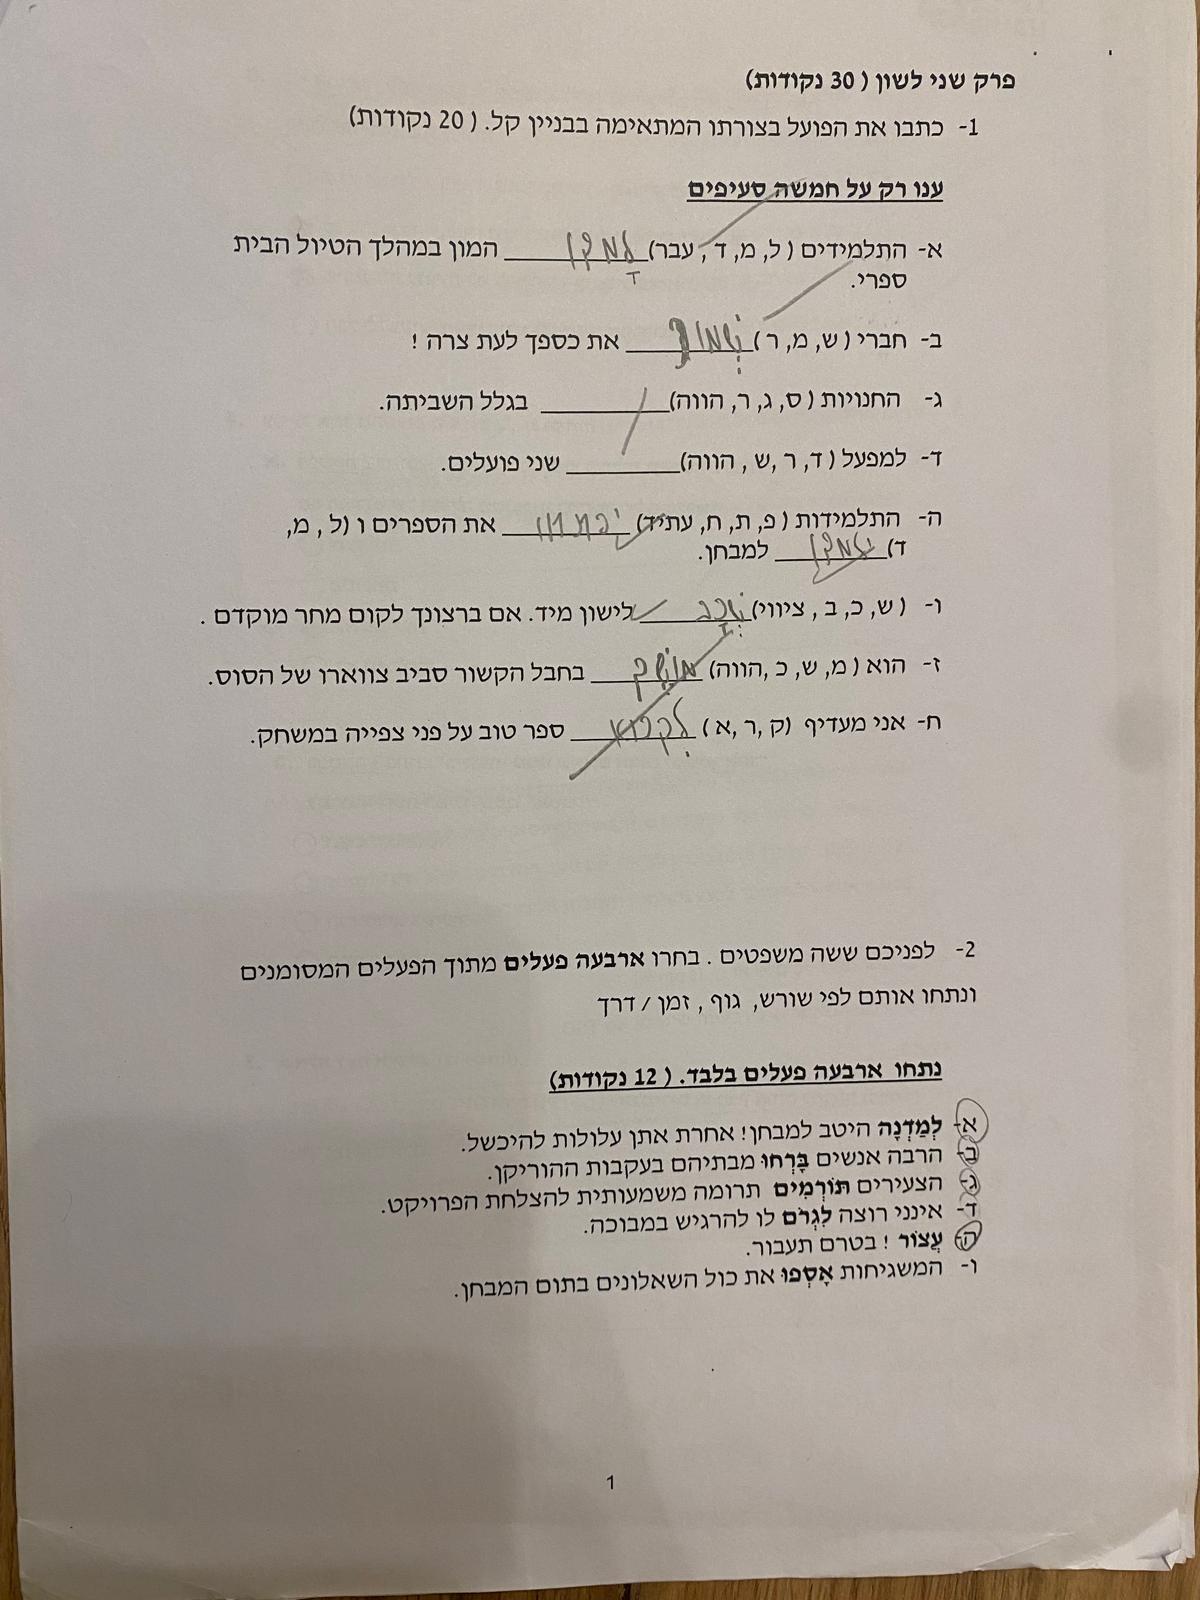 פרק שני לשון ( 30 נקודות)
1- כתבו את הפועל בצורתו המתאימה בבניין קל. ( 20 נקודות)
ענו רק על חמשה סעיפים
א- התלמידים ( ל, מ, ד , עבר) לָמדו המון במהלך הטיול הבית
ספרי.
ב- חברי ( ש, מ, ר ) שְׁמור את כספך לעת צרה !
ג- החנויות ( ס, ג, ר, הווה) בגלל השביתה.
ד- למפעל ( ד, ר ,ש , הווה) שני פועלים.
ה- התלמידות ( פ, ת, ח, עתיד) יפתחו את הספרים ו (ל , מ,
ד) ילמדו למבחן.
ו- ( ש, כ, ב , ציווי) שכב לישון מיד. אם ברצונך לקום מחר מוקדם .
ז- הוא ( מ, ש, כ ,הווה) מושך בחבל הקשור סביב צווארו של הסוס.
ח- אני מעדיף (ק ,ר ,א ) לִקרוא ספר טוב על פני צפייה במשחק.
2- לפניכם ששה משפטים . בחרו ארבעה פעלים מתוך הפעלים המסומנים
ונתחו אותם לפי שורש, גוף , זמן / דרך
נתחו ארבעה פעלים בלבד. ( 12 נקודות)
א- לְמַדְנָה היטב למבחן! אחרת אתן עלולות להיכשל.
ב- הרבה אנשים בָּרְחוּ מבתיהם בעקבות ההוריקן.
ג- הצעירים תּוֹרְמִים תרומה משמעותית להצלחת הפרויקט.
ד- אינני רוצה לִגְרֹם לו להרגיש במבוכה.
ה- עֲצוֹר ! בטרם תעבור.
ו- המשגיחות אָסְפוּ את כול השאלונים בתום המבחן.
1